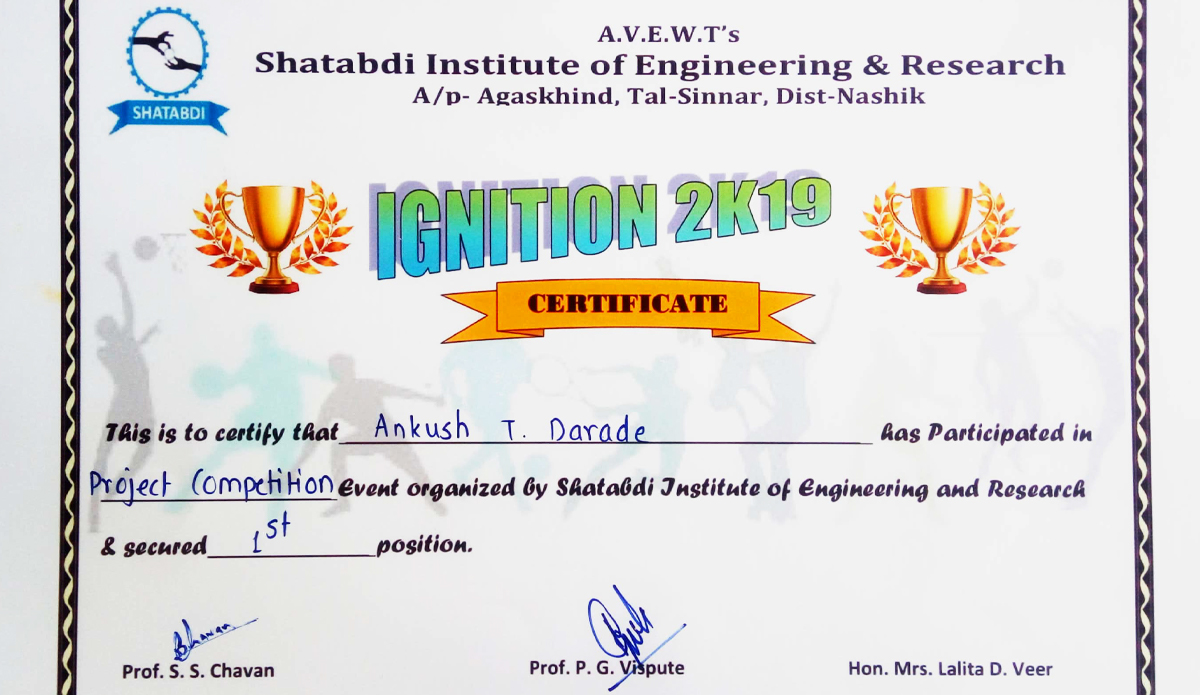 A.V.E.W.T's
Shatabdi Institute of Engineering & Research
A/p- Agaskhind, Tal-Sinnar, Dist-Nashik
SHATABDI
IGNITION 2K19
CERTIFICATE
This is to certify that Ankush T. Darade has Participated in
Project Competition Event organized by Shatabdi Institute of Engineering and Research
& secured 1st position.
Bhavan
Prof. S. S. Chavan
Prof. P. G. Vispute
Hon. Mrs. Lalita D. Veer